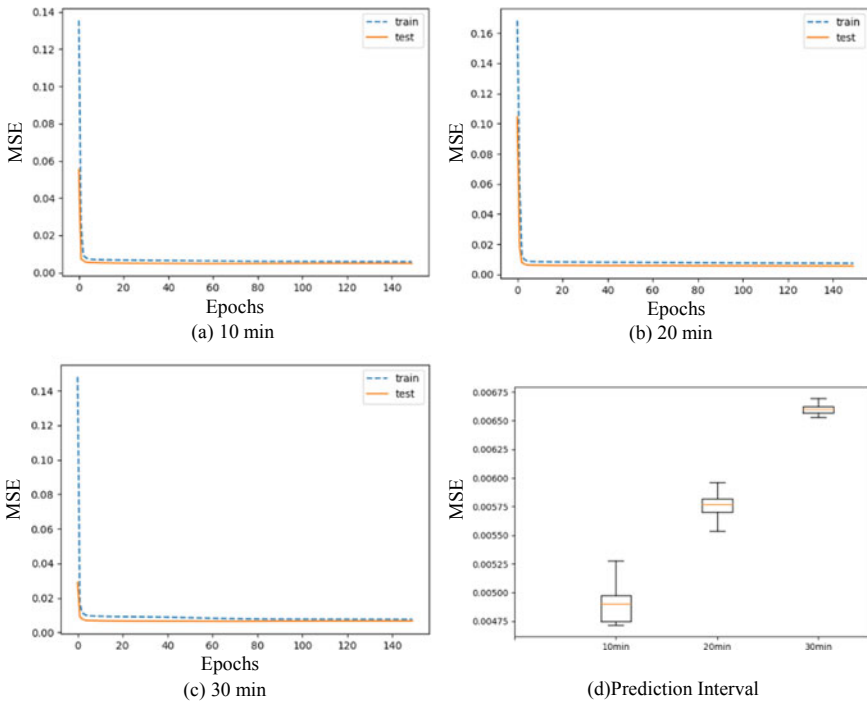 0.14
0.12
0.10
0.08
0.06
0.04
0.02
0.00
MSE
train
test
0 20 40 60 80 100 120 140
Epochs
(a) 10 min
0.16
0.14
0.12
0.10
0.08
0.06
0.04
0.02
0.00
MSE
train
test
0 20 40 60 80 100 120 140
Epochs
(b) 20 min
0.14
0.12
0.10
0.08
0.06
0.04
0.02
0.00
MSE
train
test
0 20 40 60 80 100 120 140
Epochs
(c) 30 min
0.00675
0.00650
0.00625
0.00600
0.00575
0.00550
0.00525
0.00500
0.00475
MSE
10min 20min 30min
(d)Prediction Interval